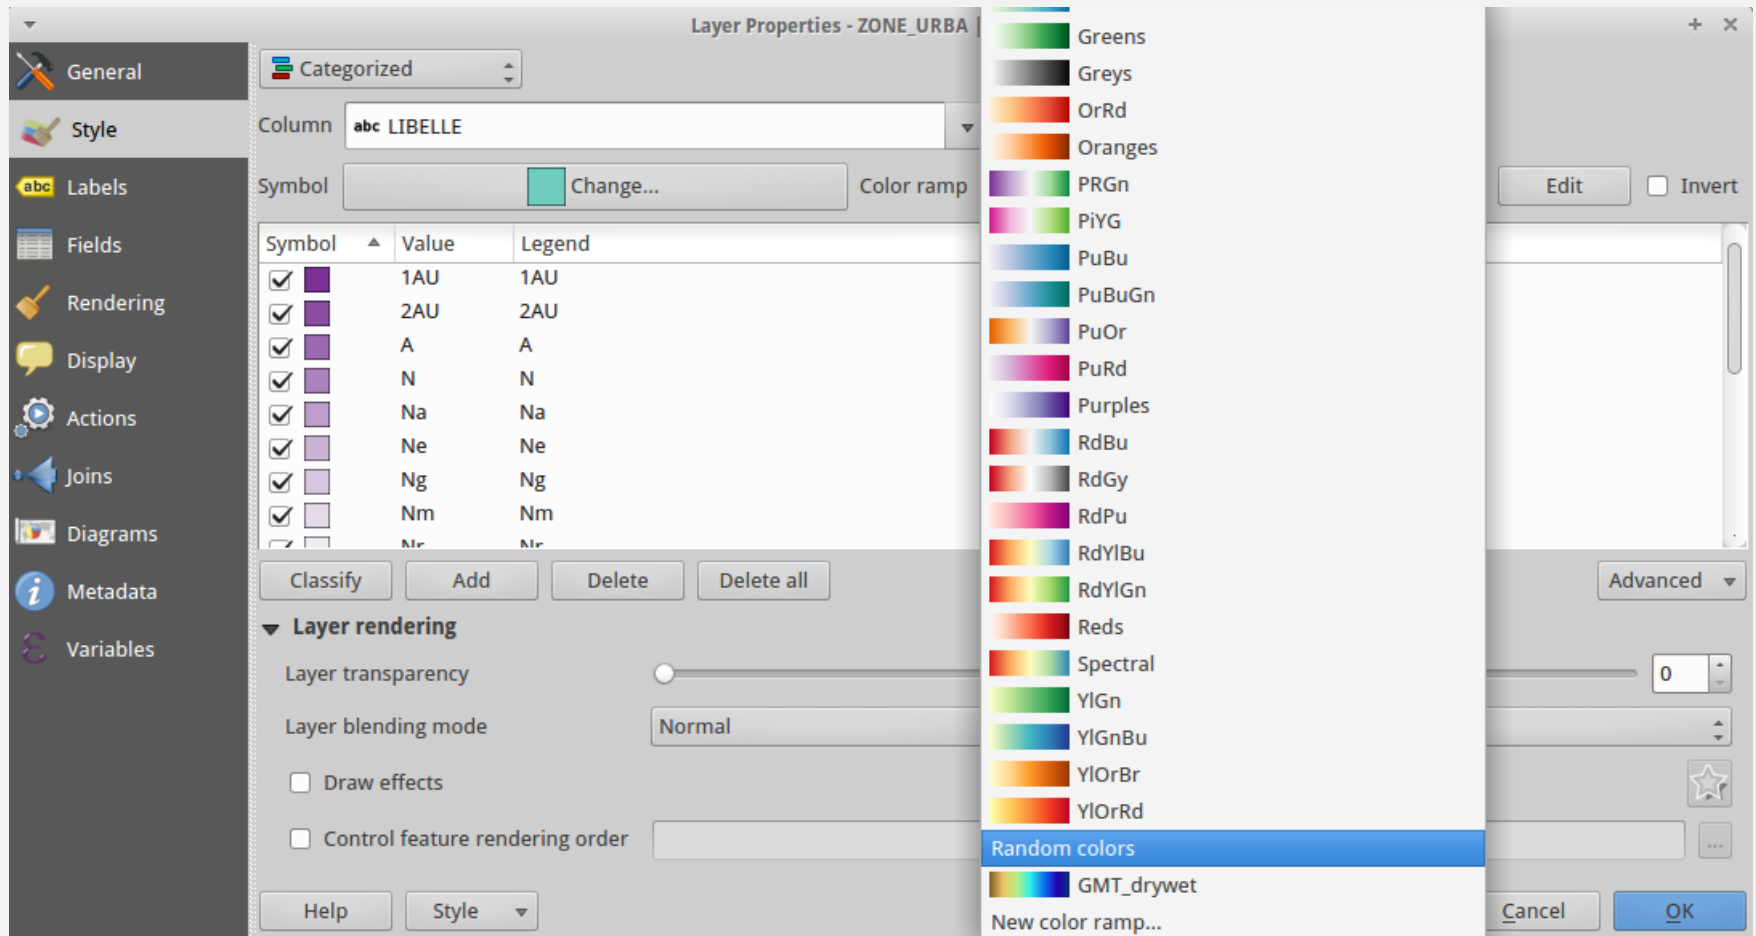 Layer Properties - ZONE_URBA |
General
Style
Labels
Fields
Rendering
Display
Actions
Joins
Diagrams
Metadata
Variables
abc
Categorized
Column abc LIBELLE
Symbol Change... Color ramp Edit Invert
Symbol Value Legend
1AU 1AU
2AU 2AU
A A
N N
Na Na
Ne Ne
Ng Ng
Nm Nm
Nr Nr
Classify Add Delete Delete all Advanced
Layer rendering
Layer transparency 0
Layer blending mode Normal
Draw effects
Control feature rendering order ...
Help Style Cancel OK
Greens
Greys
OrRd
Oranges
PRGn
PiYG
PuBu
PuBuGn
PuOr
PuRd
Purples
RdBu
RdGy
RdPu
RdYlBu
RdYlGn
Reds
Spectral
YlGn
YlGnBu
YlOrBr
YlOrRd
Random colors
GMT_drywet
New color ramp...